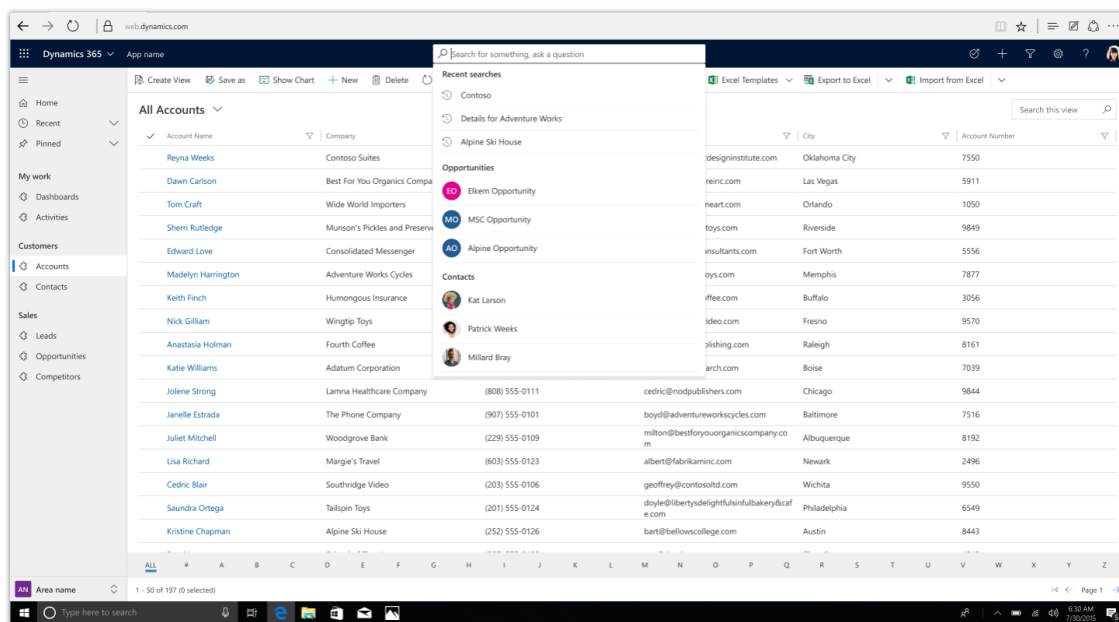 web.dynamics.com
Dynamics 365 App name Search for something, ask a question
Create View Save as Show Chart + New Delete Excel Templates Export to Excel Import from Excel
Home
Recent
Pinned
My work
Dashboards
Activities
Customers
Accounts
Contacts
Sales
Leads
Opportunities
Competitors
AN Area name
Recent searches
Contoso
Details for Adventure Works
Alpine Ski House
Opportunities
EO Elkem Opportunity
MO MSC Opportunity
AO Alpine Opportunity
Contacts
Kat Larson
Patrick Weeks
Millard Bray
All Accounts Search this view
Account Name Company City Account Number
Reyna Weeks Contoso Suites tdesigninstitute.com Oklahoma City 7550
Dawn Carlson Best For You Organics Compa reinc.com Las Vegas 5911
Tom Craft Wide World Importers neart.com Orlando 1050
Sherri Rutledge Munson's Pickles and Preserv toys.com Riverside 9849
Edward Love Consolidated Messenger onsultants.com Fort Worth 5556
Madelyn Harrington Adventure Works Cycles oys.com Memphis 7877
Keith Finch Humongous Insurance ffee.com Buffalo 3056
Nick Gilliam Wingtip Toys ideo.com Fresno 9570
Anastasia Holman Fourth Coffee blishing.com Raleigh 8161
Katie Williams Adatum Corporation arch.com Boise 7039
Jolene Strong Lamna Healthcare Company (808) 555-0111 cedric@nodpublishers.com Chicago 9844
Janelle Estrada The Phone Company (907) 555-0101 boyd@adventureworkscycles.com Baltimore 7516
Juliet Mitchell Woodgrove Bank (229) 555-0109 milton@bestforyouorganicscompany.co
m Albuquerque 8192
Lisa Richard Margie's Travel (603) 555-0123 albert@fabrikaminc.com Newark 2496
Cedric Blair Southridge Video (203) 555-0106 geoffrey@contosoltd.com Wichita 9550
Saundra Ortega Tailspin Toys (201) 555-0124 doyle@libertysdelightfulsinfulbakery&caf
e.com Philadelphia 6549
Kristine Chapman Alpine Ski House (252) 555-0126 bart@bellowscollege.com Austin 8443
ALL # A B C D E F G H I J K L M N O P Q R S T U V W X Y Z
1 - 50 of 197 (0 selected) Page 1
Type here to search 6:30 AM
7/30/2015